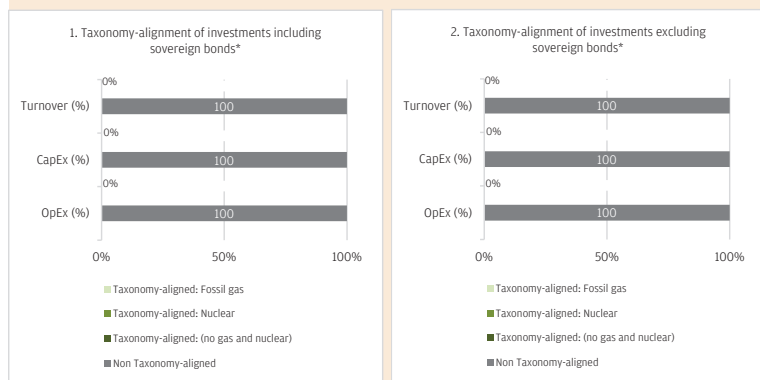 1. Taxonomy-alignment of investments including
sovereign bonds*
0%
Turnover (%)
100
0%
CapEx (%)
100
0%
OpEx (%)
100
0%
50%
100%
Taxonomy-aligned: Fossil gas
Taxonomy-aligned: Nuclear
Taxonomy-aligned: (no gas and nuclear)
Non Taxonomy-aligned
2. Taxonomy-alignment of investments excluding
sovereign bonds*
0%
Turnover (%)
100
0%
CapEx (%)
100
0%
OpEx (%)
100
0%
50%
100%
Taxonomy-aligned: Fossil gas
Taxonomy-aligned: Nuclear
Taxonomy-aligned: (no gas and nuclear)
Non Taxonomy-aligned